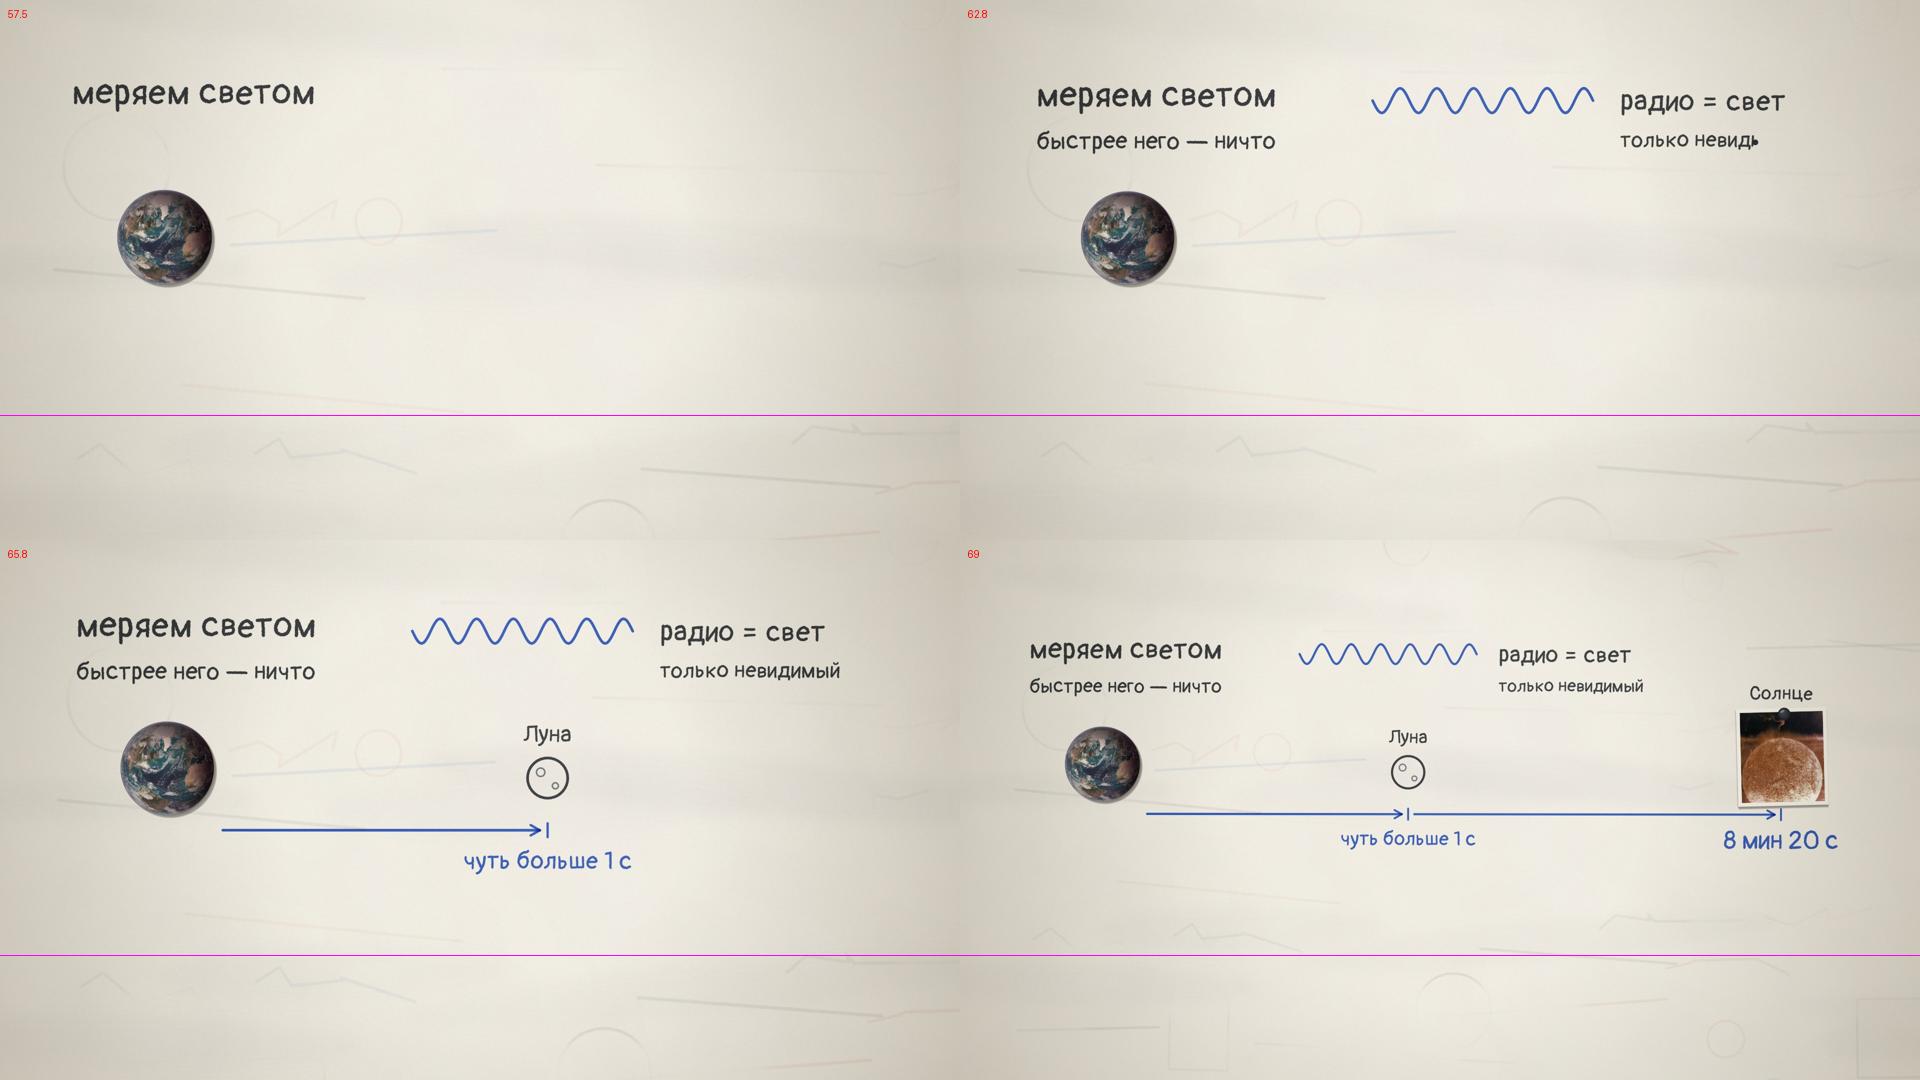 57.5
меряем светом
62.8
меряем светом
быстрее него — ничто
радио = свет
только невидь
65.8
меряем светом
быстрее него — ничто
радио = свет
только невидимый
Луна
чуть больше 1 с
69
меряем светом
быстрее него — ничто
радио = свет
только невидимый
Солнце
Луна
чуть больше 1 с
8 мин 20 с